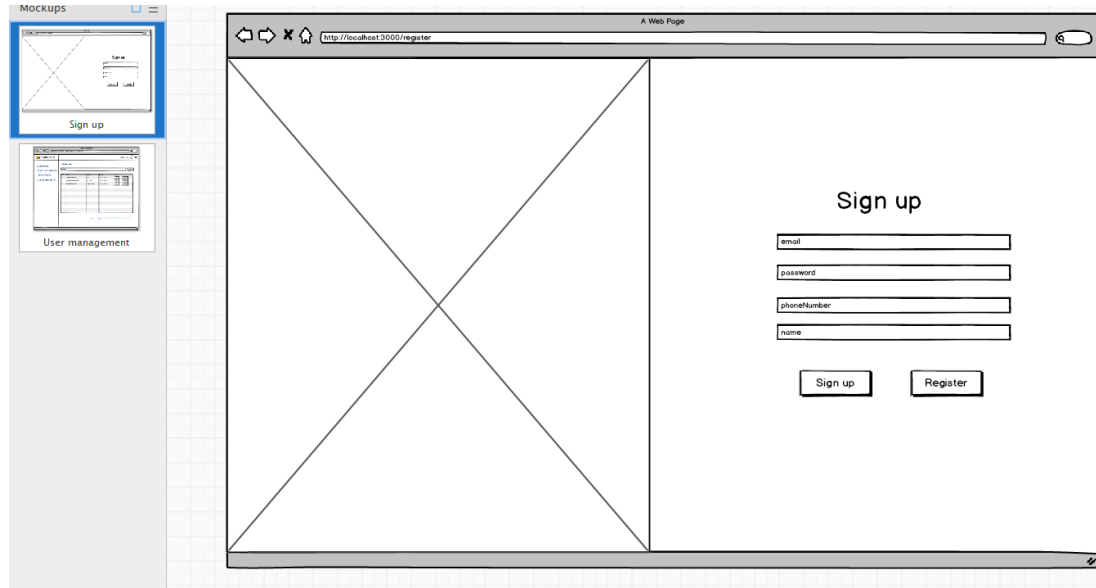 Mockups
Sign up
User management
A Web Page
http://localhost:3000/register
Sign up
email
password
phoneNumber
name
Sign up
Register